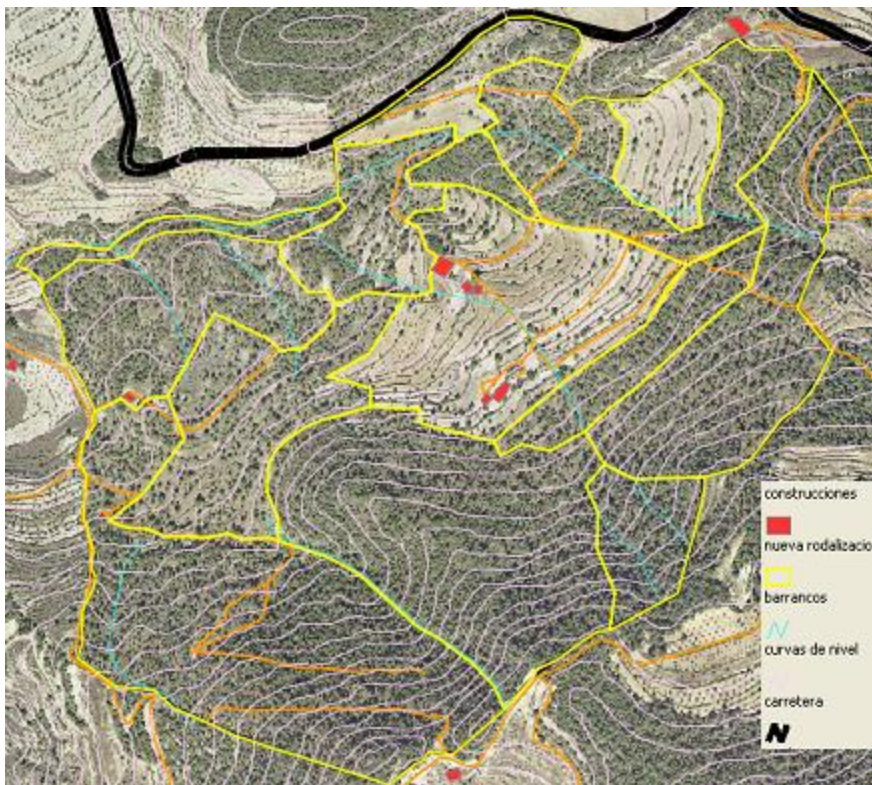 construcciones
nueva rodalizacio
barrancos
curvas de nivel
carretera